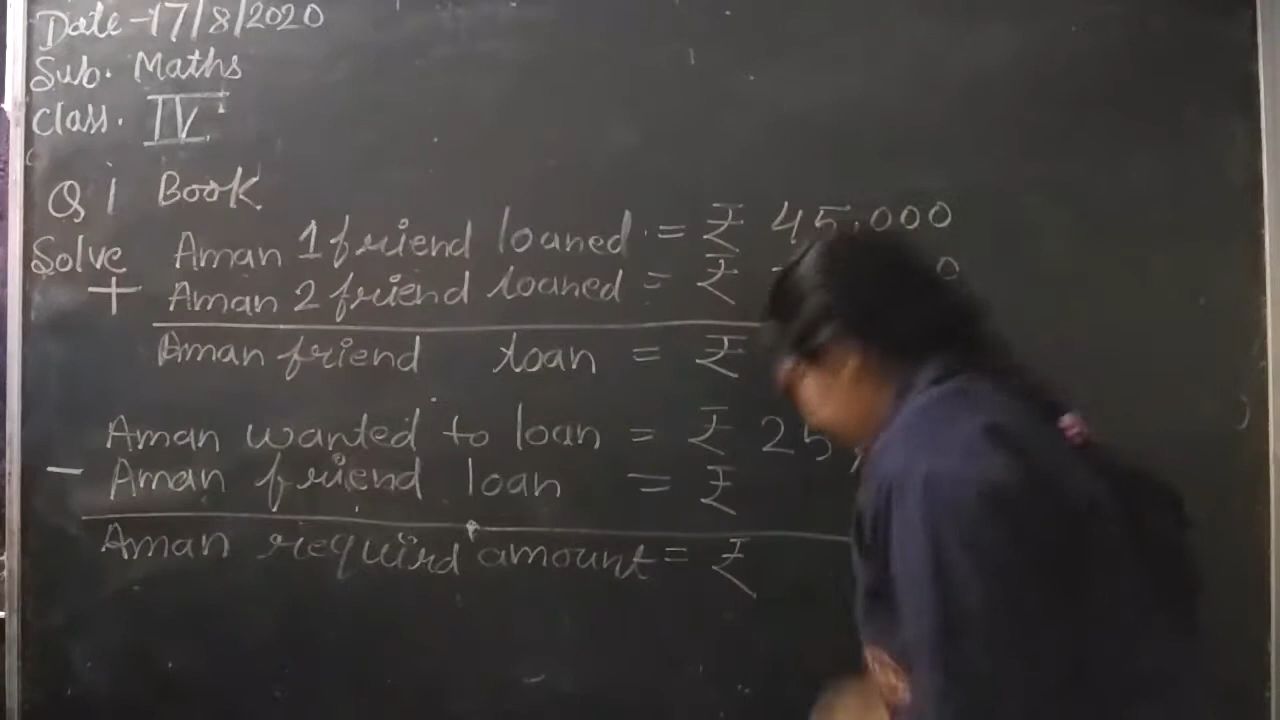 Date - 17/8/2020
Sub. Maths
Class. IV
Q 1 Book
Solve Aman 1 friend loaned = ₹ 45,000
+ Aman 2 friend loaned = ₹
Aman friend loan = ₹
Aman wanted to loan = ₹ 25,
- Aman friend loan = ₹
Aman requird amount = ₹